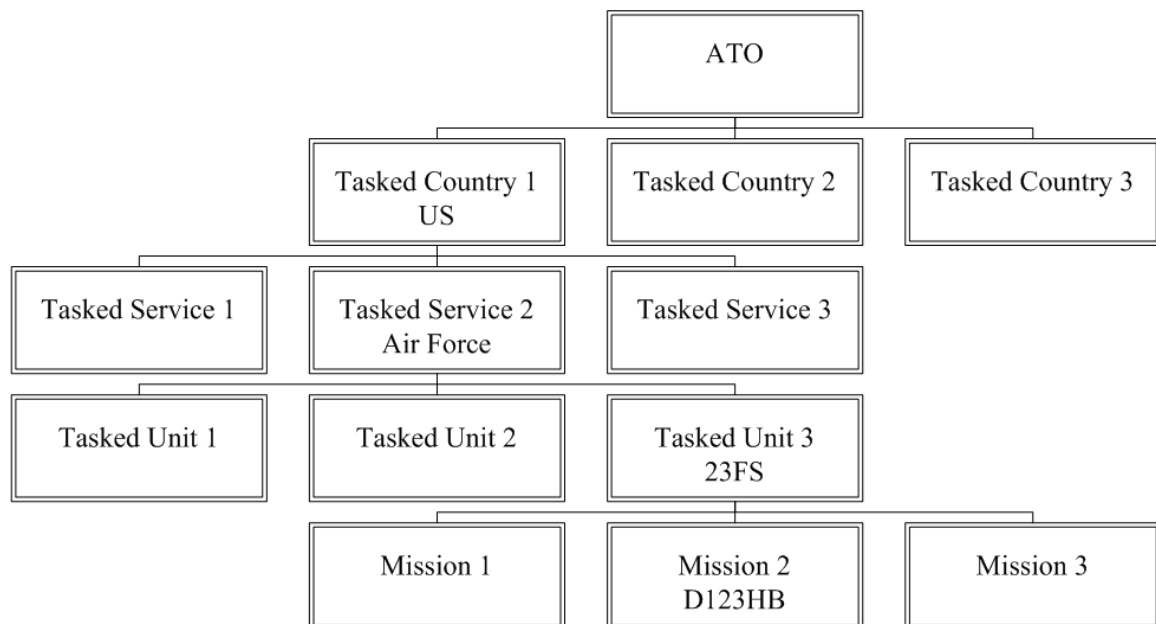 ATO
Tasked Country 1
US
Tasked Country 2
Tasked Country 3
Tasked Service 1
Tasked Service 2
Air Force
Tasked Service 3
Tasked Unit 1
Tasked Unit 2
Tasked Unit 3
23FS
Mission 1
Mission 2
D123HB
Mission 3